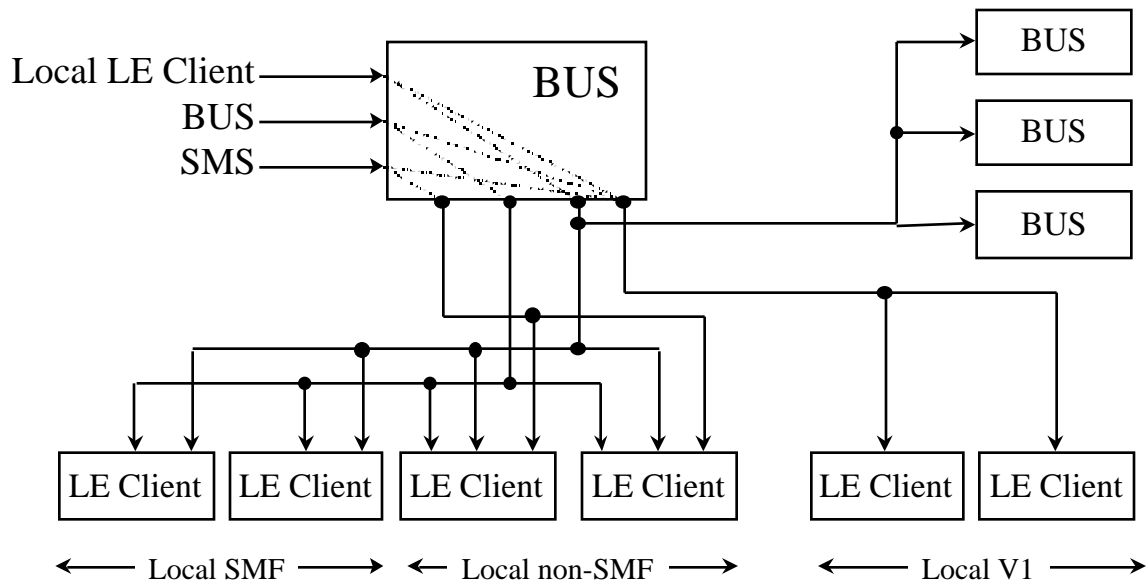 BUS
Local LE Client
BUS
BUS
BUS
SMS
BUS
LE Client
LE Client
LE Client
LE Client
LE Client
LE Client
Local SMF
Local non-SMF
Local V1